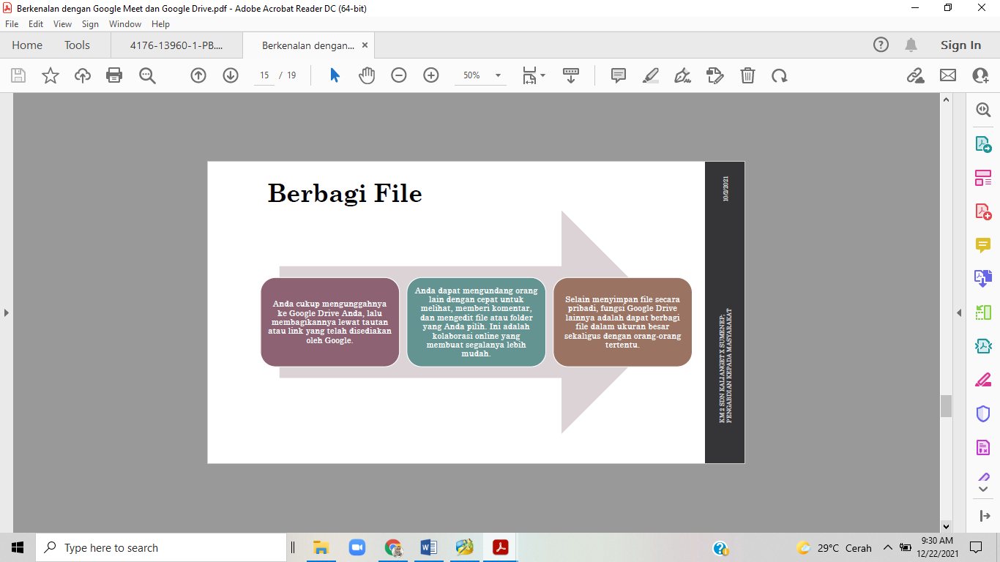 Berkenalan dengan Google Meet dan Google Drive.pdf - Adobe Acrobat Reader DC (64-bit)
File Edit View Sign Window Help
Home Tools 4176-13960-1-PB.... Berkenalan dengan... × Sign In
15 / 19 50%
Berbagi File
Anda cukup mengunggahnya
ke Google Drive Anda, lalu
membagikannya lewat tautan
atau link yang telah disediakan
oleh Google.
Anda dapat mengundang orang
lain dengan cepat untuk
melihat, memberi komentar,
dan mengedit file atau folder
yang Anda pilih. Ini adalah
kolaborasi online yang
membuat segalanya lebih
mudah.
Selain menyimpan file secara
pribadi, fungsi Google Drive
lainnya adalah dapat berbagi
file dalam ukuran besar
sekaligus dengan orang-orang
tertentu.
10/2/2021
KM 2 SDN KALIANGET X SUMENEP;
PENGABDIAN KEPADA MASYARAKAT
Type here to search
29°C Cerah
9:30 AM
12/22/2021